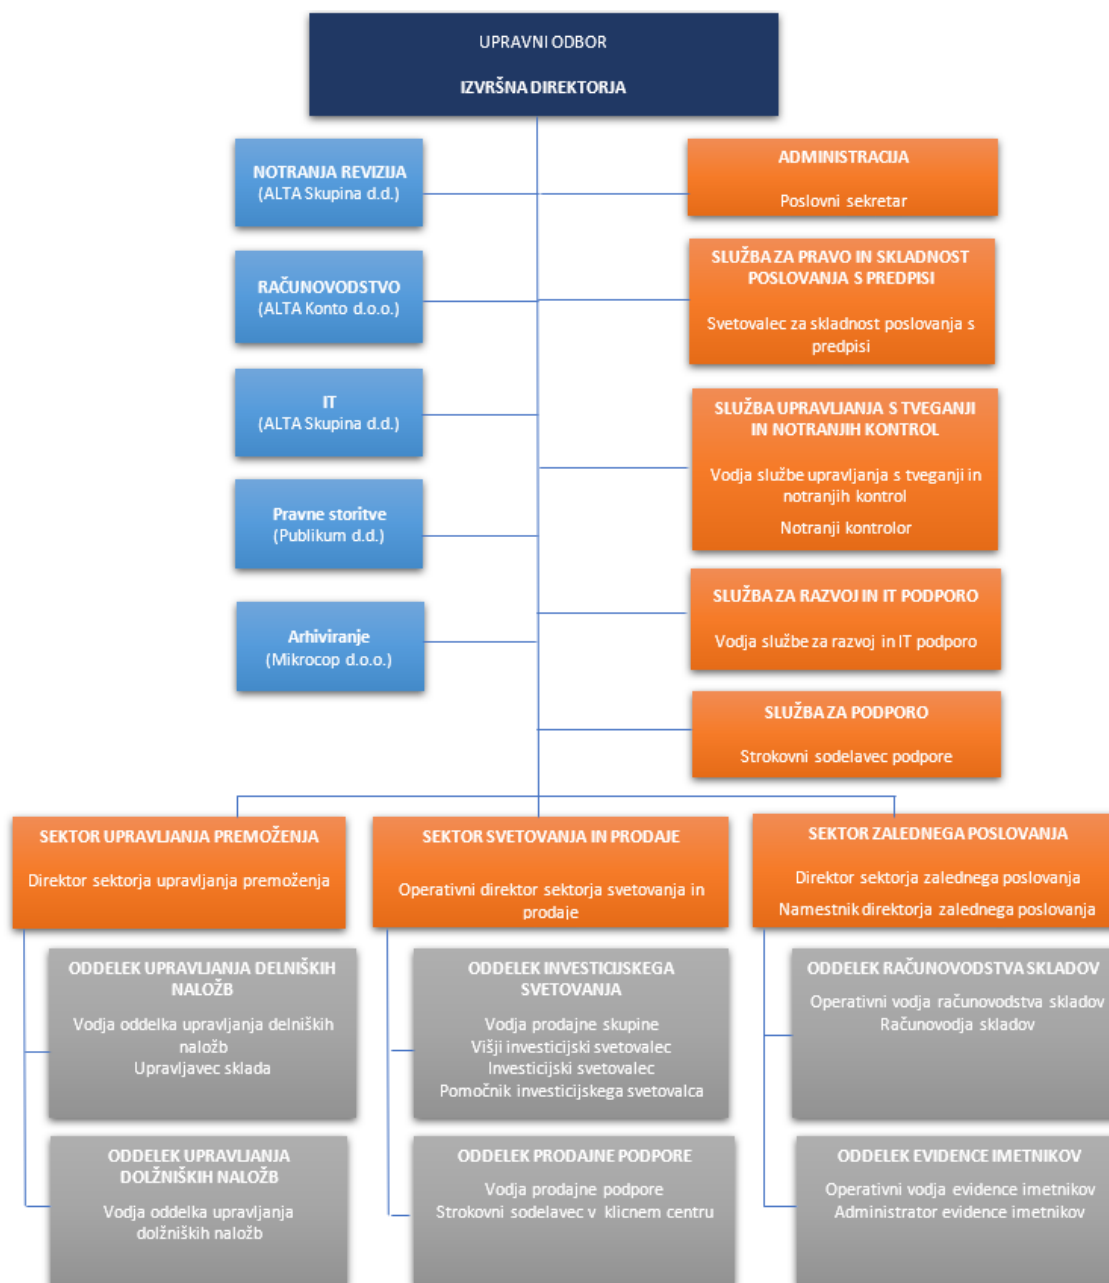 UPRAVNI ODBOR
IZVRŠNA DIREKTORJA
NOTRANJA REVIZIJA
(ALTA Skupina d.d.)
ADMINISTRACIJA
Poslovni sekretar
RAČUNOVODSTVO
(ALTA Konto d.o.o.)
SLUŽBA ZA PRAVO IN SKLADNOST
POSLOVANJA S PREDPISI
Svetovalec za skladnost poslovanja s
predpisi
IT
(ALTA Skupina d.d.)
SLUŽBA UPRAVLJANJA S TVEGANJI
IN NOTRANJIH KONTROL
Vodja službe upravljanja s tveganji in
notranjih kontrol
Notranji kontrolor
Pravne storitve
(Publikum d.d.)
SLUŽBA ZA RAZVOJ IN IT PODPORO
Vodja službe za razvoj in IT podporo
Arhiviranje
(Mikrocop d.o.o.)
SLUŽBA ZA PODPORO
Strokovni sodelavec podpore
SEKTOR UPRAVLJANJA PREMOŽENJA
Direktor sektorja upravljanja premoženja
SEKTOR SVETOVANJA IN PRODAJE
Operativni direktor sektorja svetovanja in
prodaje
SEKTOR ZALEDNEGA POSLOVANJA
Direktor sektorja zalednega poslovanja
Namestnik direktorja zalednega poslovanja
ODDELEK UPRAVLJANJA DELNIŠKIH
NALOŽB
Vodja oddelka upravljanja delniških
naložb
Upravljavec sklada
ODDELEK INVESTICIJSKEGA
SVETOVANJA
Vodja prodajne skupine
Višji investicijski svetovalec
Investicijski svetovalec
Pomočnik investicijskega svetovalca
ODDELEK RAČUNOVODSTVA SKLADOV
Operativni vodja računovodstva skladov
Računovodja skladov
ODDELEK UPRAVLJANJA
DOLŽNIŠKIH NALOŽB
Vodja oddelka upravljanja
dolžniških naložb
ODDELEK PRODAJNE PODPORE
Vodja prodajne podpore
Strokovni sodelavec v klicnem centru
ODDELEK EVIDENCE IMETNIKOV
Operativni vodja evidence imetnikov
Administrator evidence imetnikov